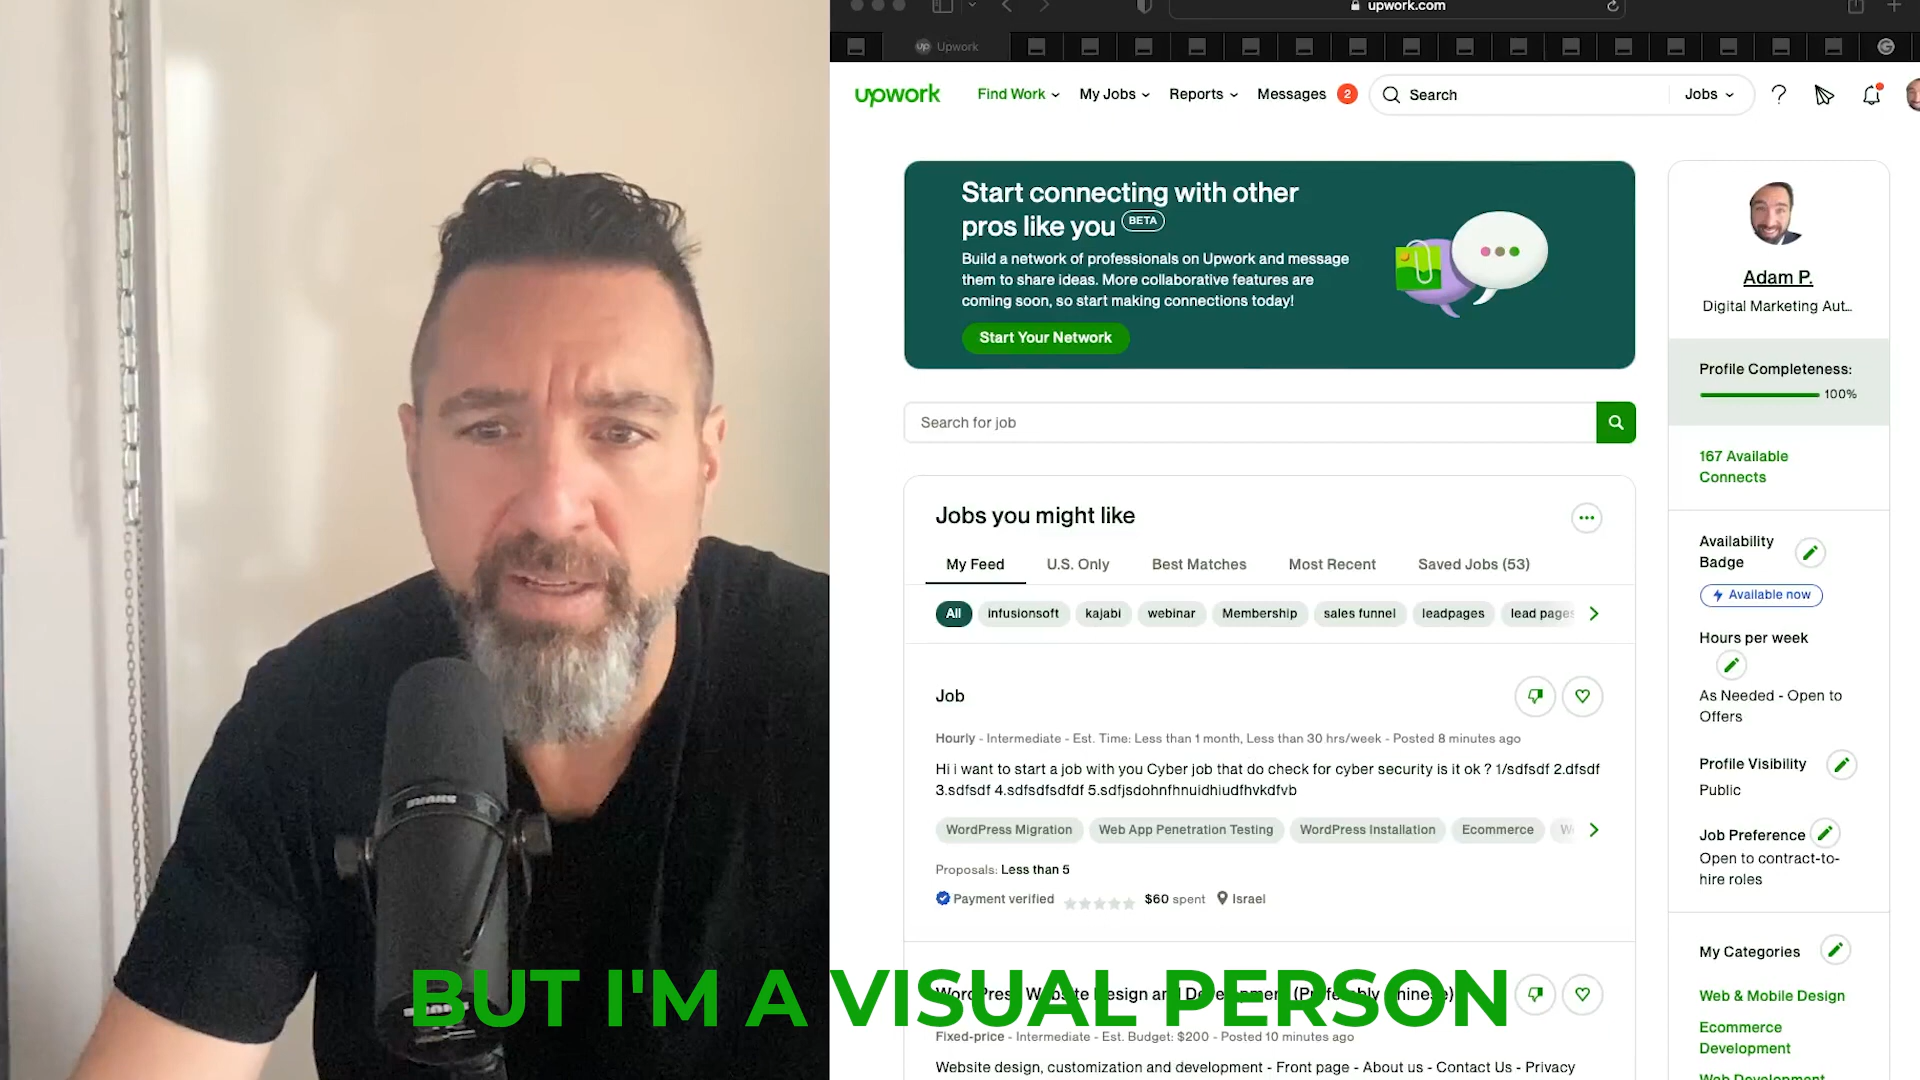 upwork.com
Upwork
upwork
Find Work
My Jobs
Reports
Messages
2
Search
Jobs
Start connecting with other
pros like you BETA
Build a network of professionals on Upwork and message
them to share ideas. More collaborative features are
coming soon, so start making connections today!
Start Your Network
Search for job
Jobs you might like
My Feed
U.S. Only
Best Matches
Most Recent
Saved Jobs (53)
All
infusionsoft
kajabi
webinar
Membership
sales funnel
leadpages
lead pages
Job
Hourly - Intermediate - Est. Time: Less than 1 month, Less than 30 hrs/week - Posted 8 minutes ago
Hi i want to start a job with you Cyber job that do check for cyber security is it ok ? 1/sdfsdf 2.dfsdf
3.sdfsdf 4.sdfsdfsdfdf 5.sdfjsdohnfhnuidhiudfhvkdfvb
WordPress Migration
Web App Penetration Testing
WordPress Installation
Ecommerce
Proposals: Less than 5
Payment verified
$60 spent
Israel
WordPress Website Design and Development (Preferably Chinese)
Fixed-price - Intermediate - Est. Budget: $200 - Posted 10 minutes ago
Website design, customization and development - Front page - About us - Contact Us - Privacy
Adam P.
Digital Marketing Aut...
Profile Completeness:
100%
167 Available
Connects
Availability
Badge
Available now
Hours per week
As Needed - Open to
Offers
Profile Visibility
Public
Job Preference
Open to contract-to-
hire roles
My Categories
Web & Mobile Design
Ecommerce
Development
Web Development
BUT I'M A VISUAL PERSON